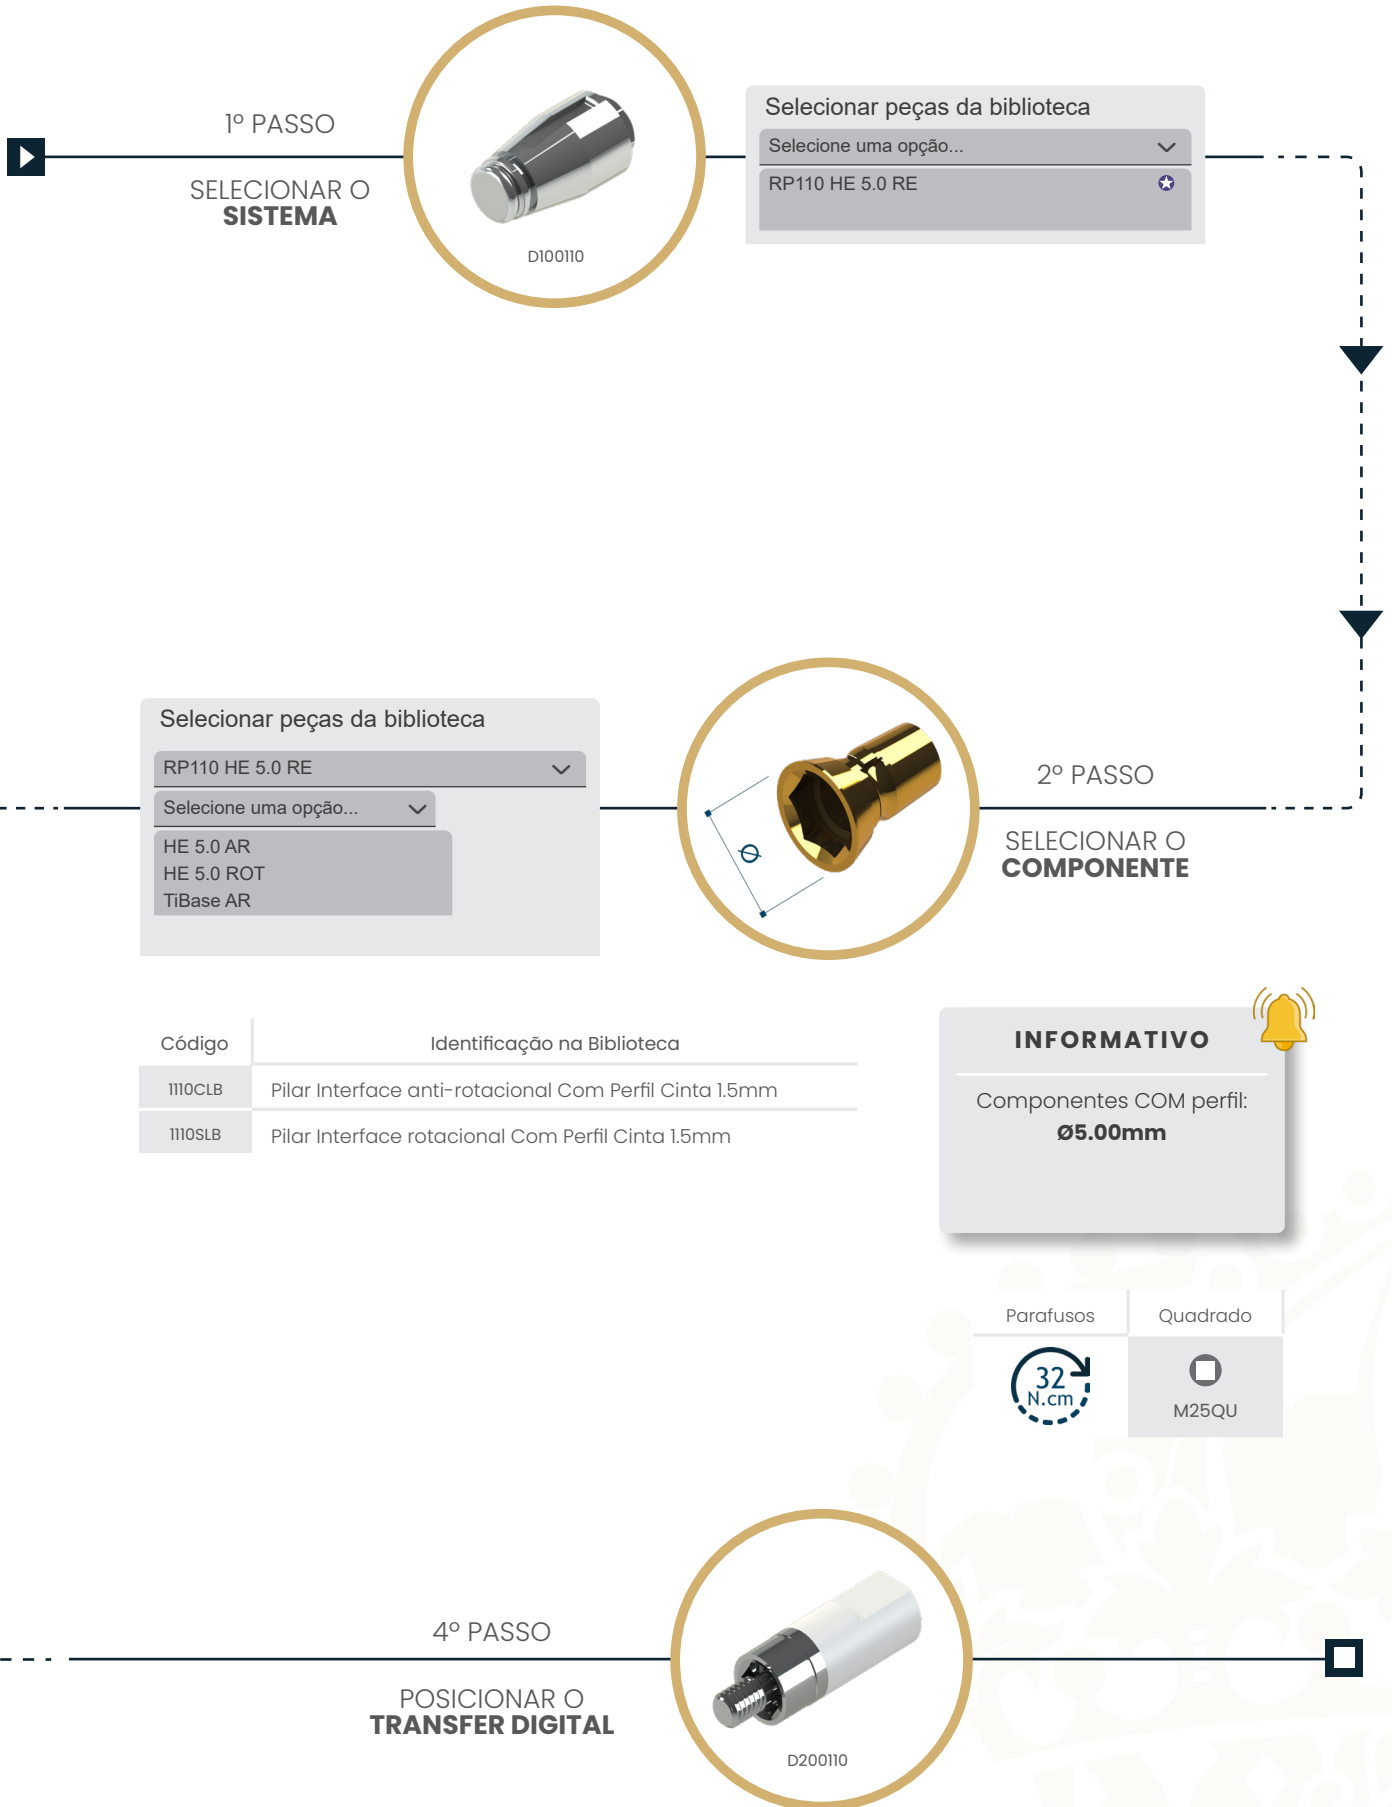 1º PASSO
SELECIONAR O
SISTEMA
D100110
Selecionar peças da biblioteca
Selecione uma opção...
RP110 HE 5.0 RE
Selecionar peças da biblioteca
RP110 HE 5.0 RE
Selecione uma opção...
HE 5.0 AR
HE 5.0 ROT
TiBase AR
Ø
2º PASSO
SELECIONAR O
COMPONENTE
Código Identificação na Biblioteca
1110CLB Pilar Interface anti-rotacional Com Perfil Cinta 1.5mm
1110SLB Pilar Interface rotacional Com Perfil Cinta 1.5mm
INFORMATIVO
Componentes COM perfil:
Ø5.00mm
Parafusos Quadrado
32
N.cm
M25QU
4º PASSO
POSICIONAR O
TRANSFER DIGITAL
D200110